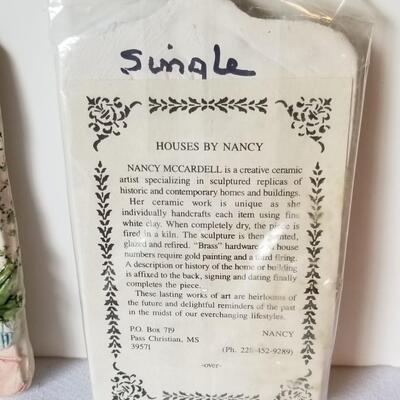 single
HOUSES BY NANCY
NANCY MCCARDELL is a creative ceramic
artist specializing in sculptured replicas of
historic and contemporary homes and buildings.
Her ceramic work is unique as she
individually handcrafts each item using fine
white clay. When completely dry, the piece is
fired in a kiln. The sculpture is then painted,
glazed and refired. "Brass" hardware and house
numbers require gold painting and a third firing.
A description or history of the home or building
is affixed to the back, signing and dating finally
completes the piece.
These lasting works of art are heirlooms of
the future and delightful reminders of the past
in the midst of our everchanging lifestyles.
P.O. Box 719 NANCY
Pass Christian, MS
39571 (Ph. 228-452-9289)
-over-